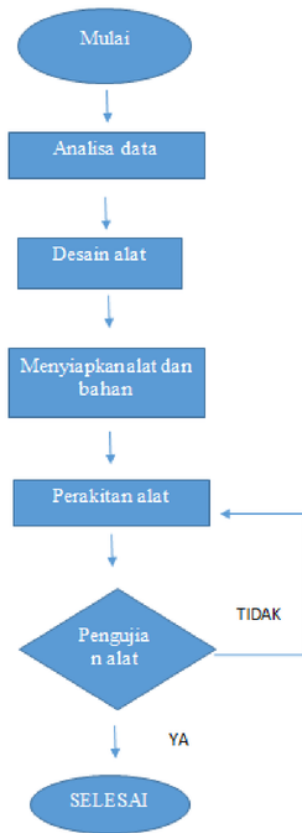 Mulai
Analisa data
Desain alat
Menyiapkanalat dan
bahan
Perakitan alat
TIDAK
Pengujia
n alat
YA
SELESAI